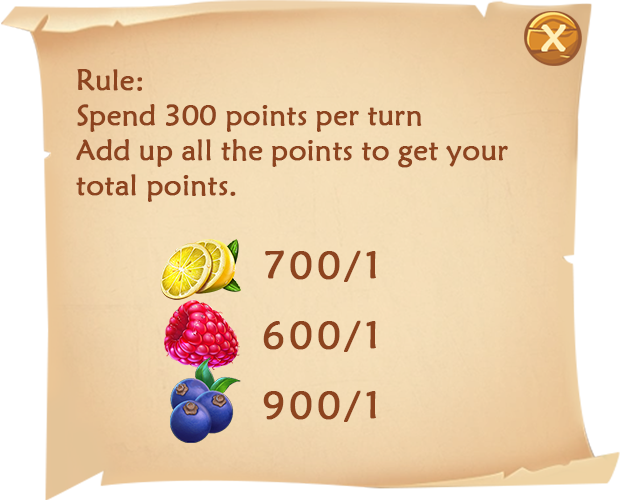 X
Rule:
Spend 300 points per turn
Add up all the points to get your
total points.
700/1
600/1
900/1